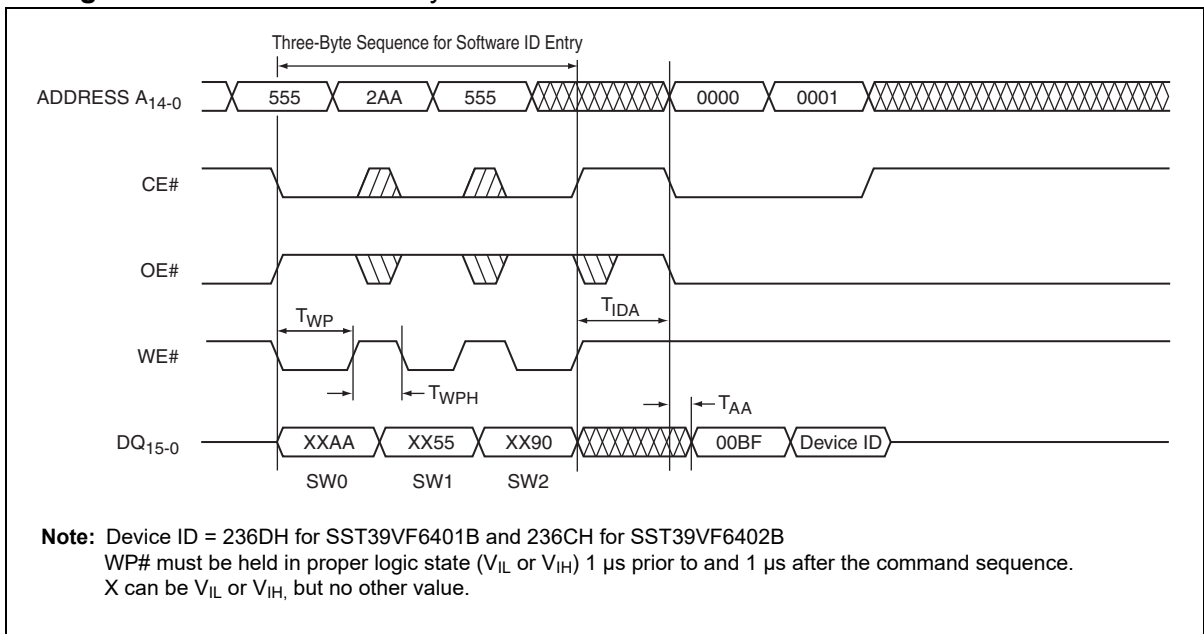 Three-Byte Sequence for Software ID Entry
ADDRESS A14-0
555
2AA
555
0000
0001
CE#
OE#
TWP
TIDA
WE#
TWPH
TAA
DQ15-0
XXAA
XX55
XX90
00BF
Device ID
SW0
SW1
SW2
Note: Device ID = 236DH for SST39VF6401B and 236CH for SST39VF6402B
WP# must be held in proper logic state (VIL or VIH) 1 µs prior to and 1 µs after the command sequence.
X can be VIL or VIH, but no other value.